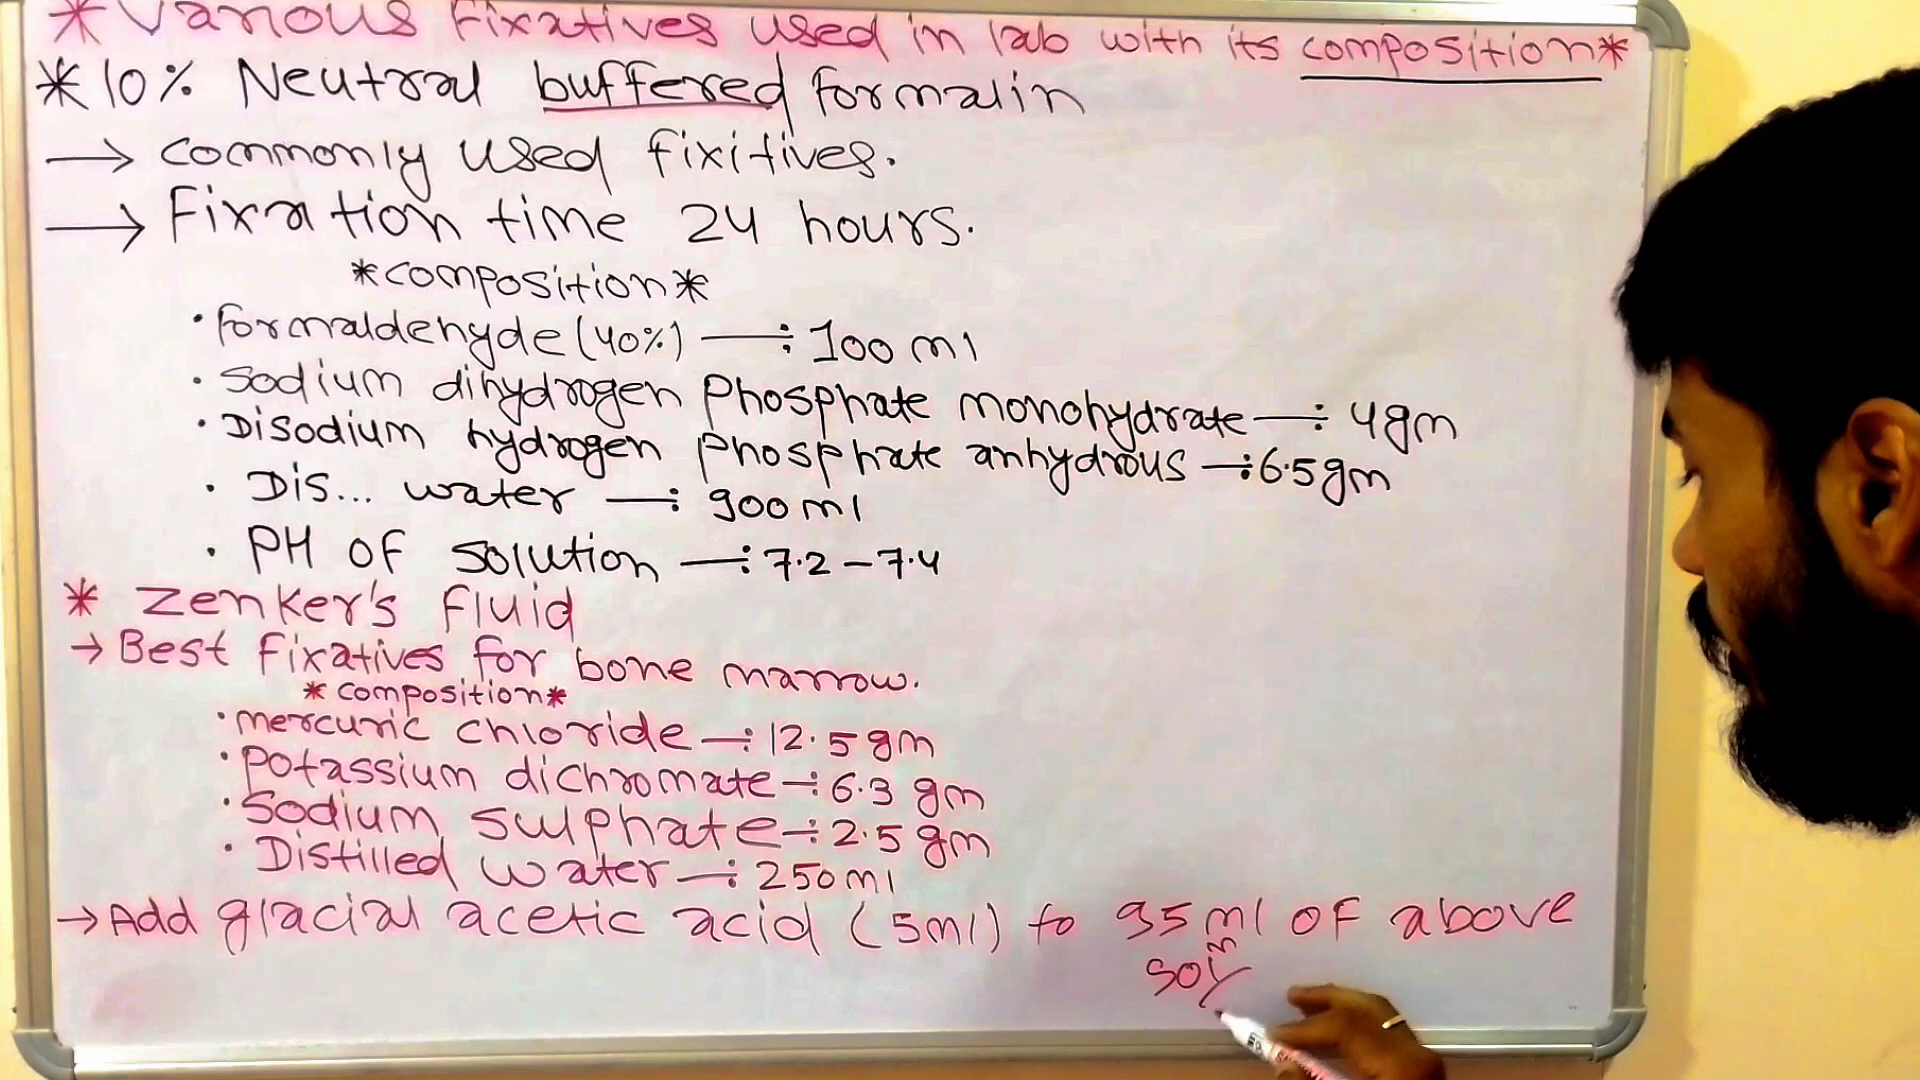 *Various Fixatives used in lab with its composition*
*10% Neutral buffered Formalin
→ commonly used fixitives.
→ Fixation time 24 hours.
*composition*
• Formaldehyde (40%) —: 100 ml
• Sodium dihydrogen Phosphate monohydrate —: 4gm
• Disodium hydrogen Phosphate anhydrous —: 6.5gm
• Dis... water —: 900 ml
• PH OF Solution —: 7.2 – 7.4
* Zenker's Fluid
→ Best Fixatives for bone marrow.
*composition*
• mercuric chloride —: 12.5 gm
• Potassium dichromate —: 6.3 gm
• Sodium sulphate —: 2.5 gm
• Distilled water —: 250 ml
→ Add glacial acetic acid (5ml) to 95 ml OF above
solⁿ